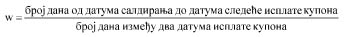 w = број дана од датума салдирања до датума следеће исплате купона
број дана између два датума исплате купона